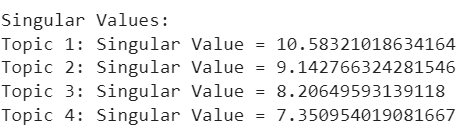 Singular Values:
Topic 1: Singular Value = 10.58321018634164
Topic 2: Singular Value = 9.142766324281546
Topic 3: Singular Value = 8.20649593139118
Topic 4: Singular Value = 7.350954019081667